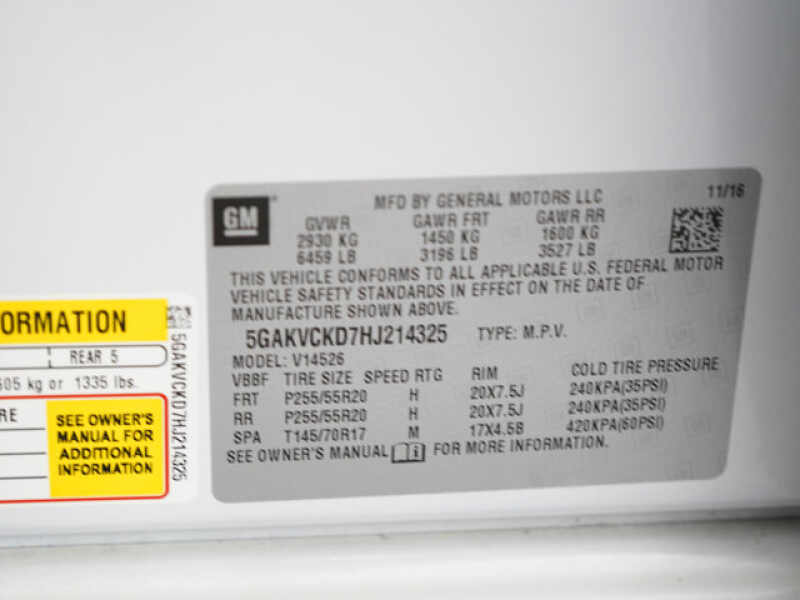 MFD BY GENERAL MOTORS LLC 11/16
GM
GVWR GAWR FRT GAWR RR
2930 KG 1450 KG 1600 KG
6459 LB 3196 LB 3527 LB
THIS VEHICLE CONFORMS TO ALL APPLICABLE U.S. FEDERAL MOTOR
VEHICLE SAFETY STANDARDS IN EFFECT ON THE DATE OF
MANUFACTURE SHOWN ABOVE.
5GAKVCKD7HJ214325 TYPE: M.P.V.
MODEL: V14526
VBBF TIRE SIZE SPEED RTG RIM COLD TIRE PRESSURE
FRT P255/55R20 H 20X7.5J 240KPA(35PSI)
RR P255/55R20 H 20X7.5J 240KPA(35PSI)
SPA T145/70R17 M 17X4.5B 420KPA(60PSI)
SEE OWNER'S MANUAL FOR MORE INFORMATION.
ORMATION
REAR 5
605 kg or 1335 lbs.
RE
SEE OWNER'S
MANUAL FOR
ADDITIONAL
INFORMATION
5GAKVCKD7HJ214325